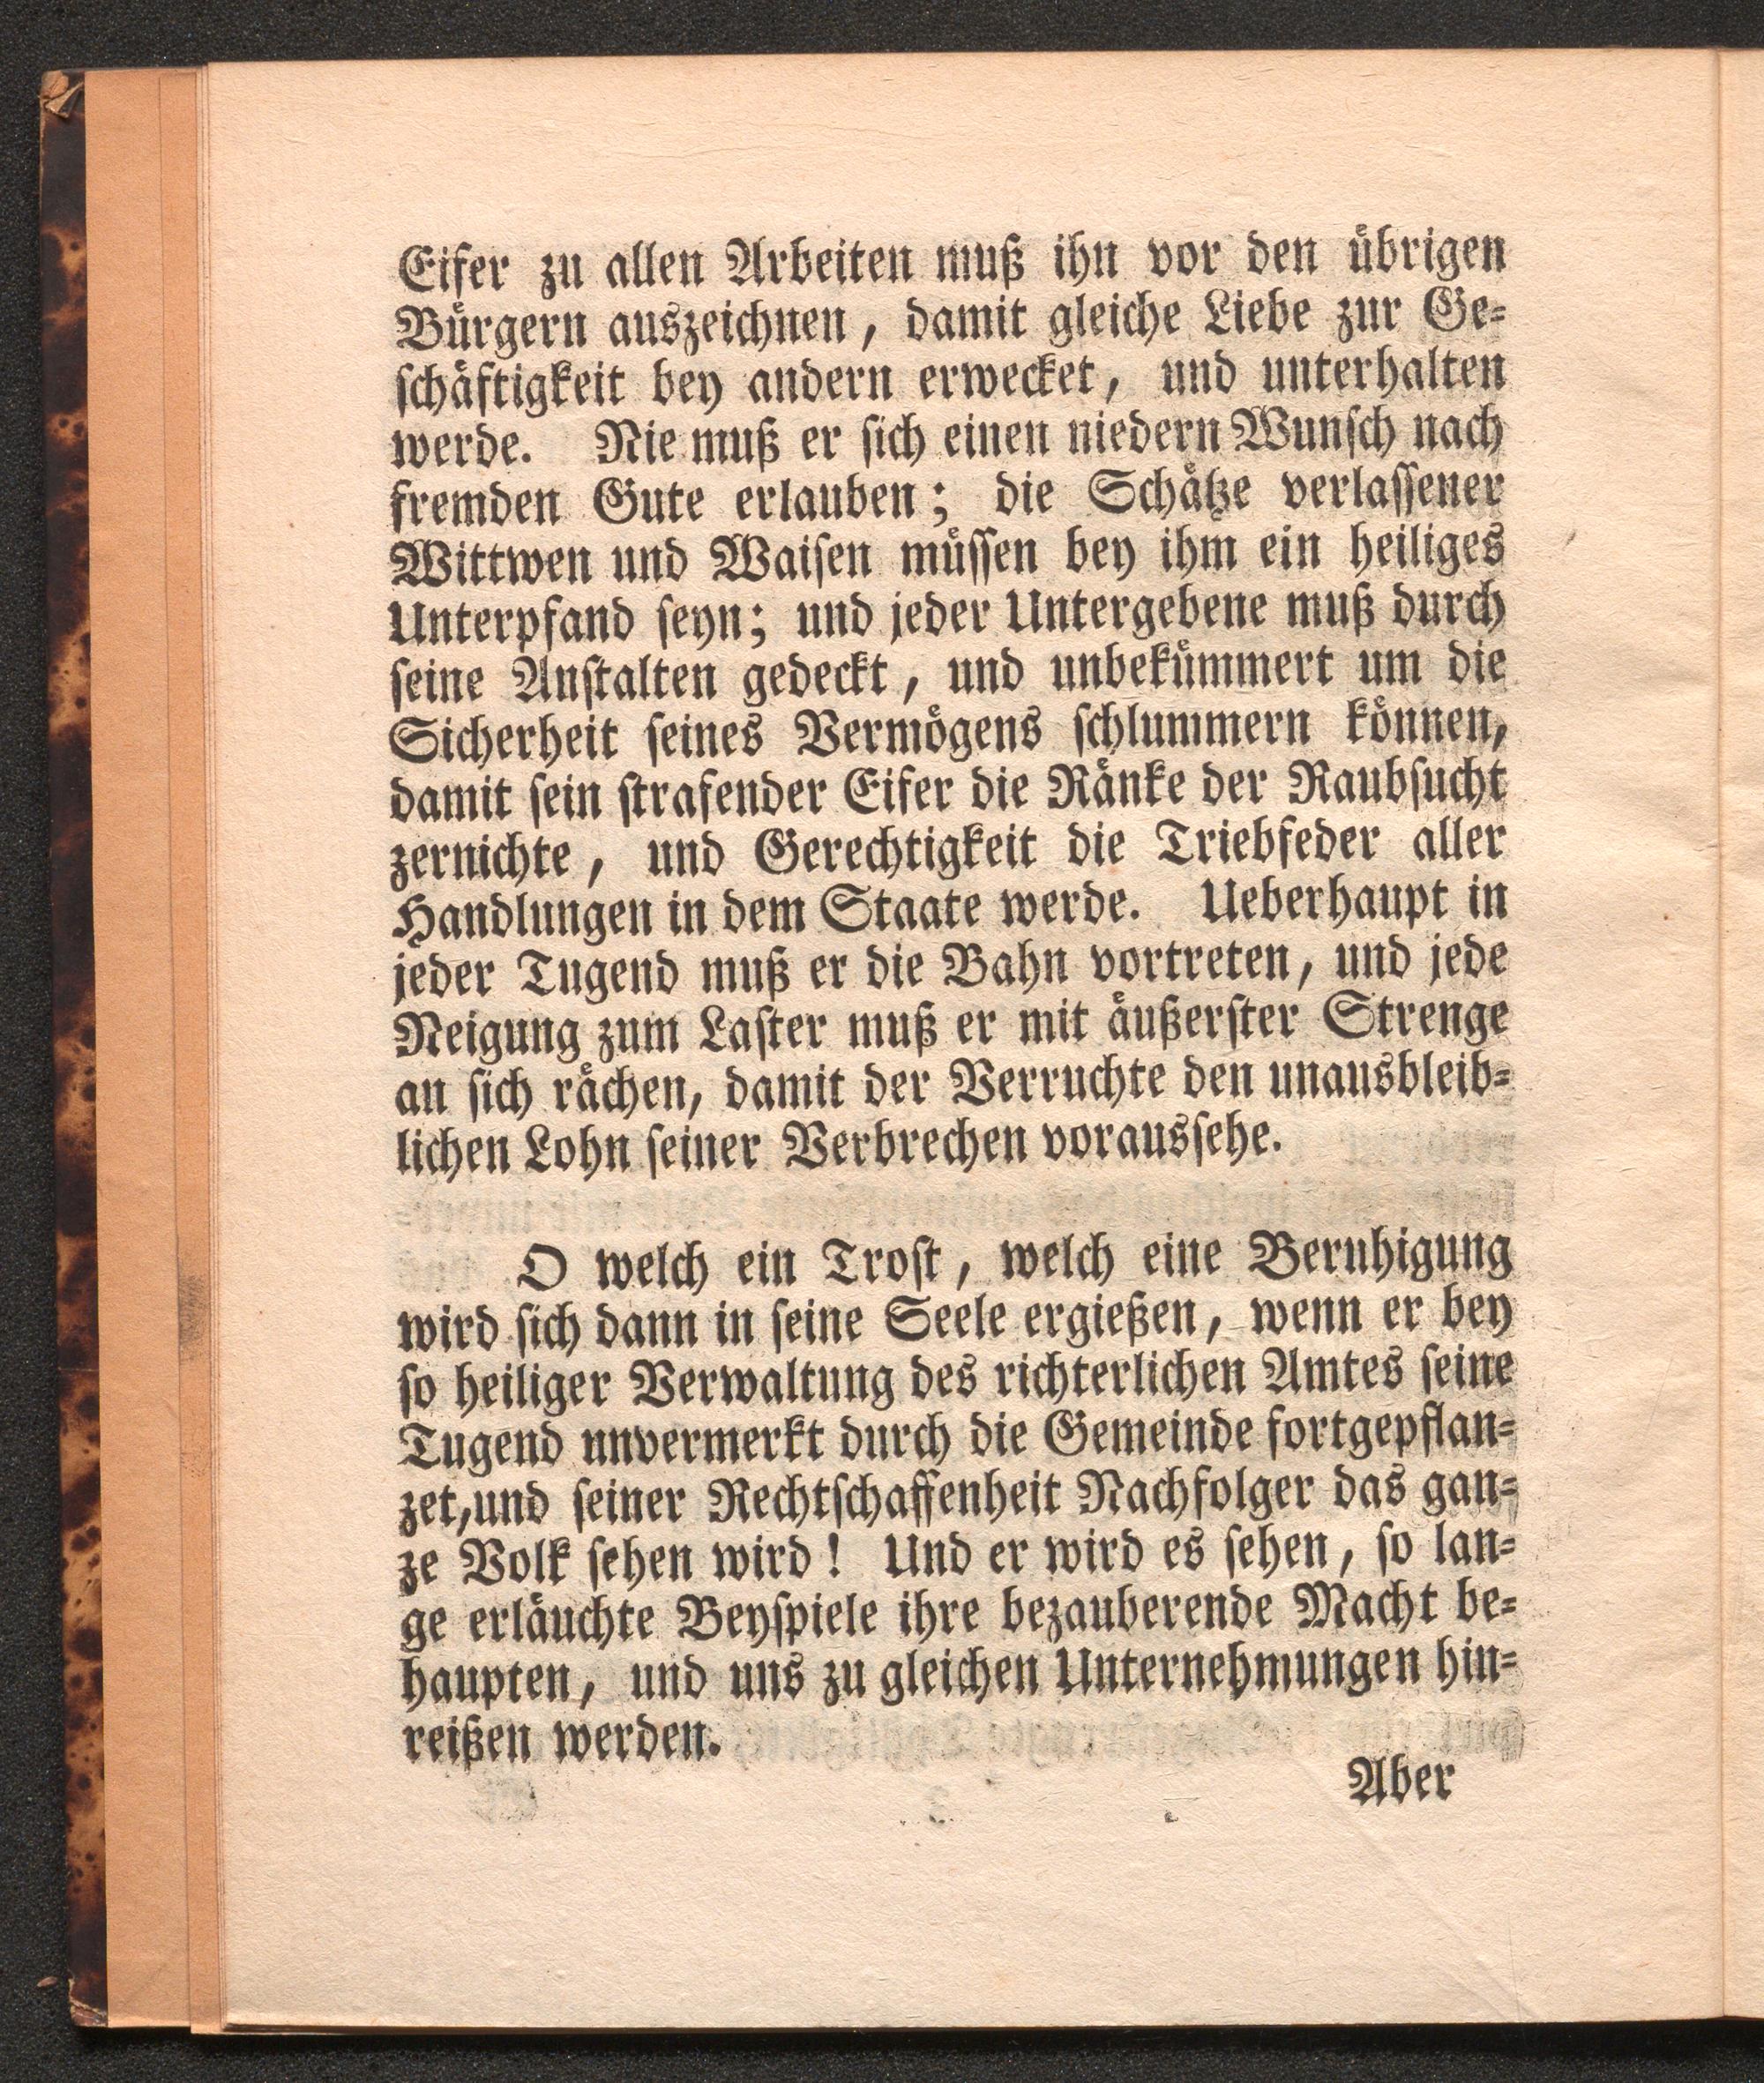 Eifer zu allen Arbeiten muß ihn vor den übrigen
Bürgern auszeichnen, damit gleiche Liebe zur Ge-
schäftigkeit bey andern erwecket, und unterhalten
werde. Nie muß er sich einen niedern Wunsch nach
fremden Gute erlauben; die Schätze verlassener
Wittwen und Waisen müssen bey ihm ein heiliges
Unterpfand seyn; und jeder Untergebene muß durch
seine Anstalten gedeckt, und unbekümmert um die
Sicherheit seines Vermögens schlummern können,
damit sein strafender Eifer die Ränke der Raubsucht
zernichte, und Gerechtigkeit die Triebfeder aller
Handlungen in dem Staate werde. Ueberhaupt in
jeder Tugend muß er die Bahn vortreten, und jede
Neigung zum Laster muß er mit äußerster Strenge
an sich rächen, damit der Verruchte den unausbleib-
lichen Lohn seiner Verbrechen voraussehe.
O welch ein Trost, welch eine Beruhigung
wird sich dann in seine Seele ergießen, wenn er bey
so heiliger Verwaltung des richterlichen Amtes seine
Tugend unvermerkt durch die Gemeinde fortgepflan-
zet, und seiner Rechtschaffenheit Nachfolger das gan-
ze Volk sehen wird! Und er wird es sehen, so lan-
ge erläuchte Beyspiele ihre bezauberende Macht be-
haupten, und uns zu gleichen Unternehmungen hin-
reißen werden.
Aber